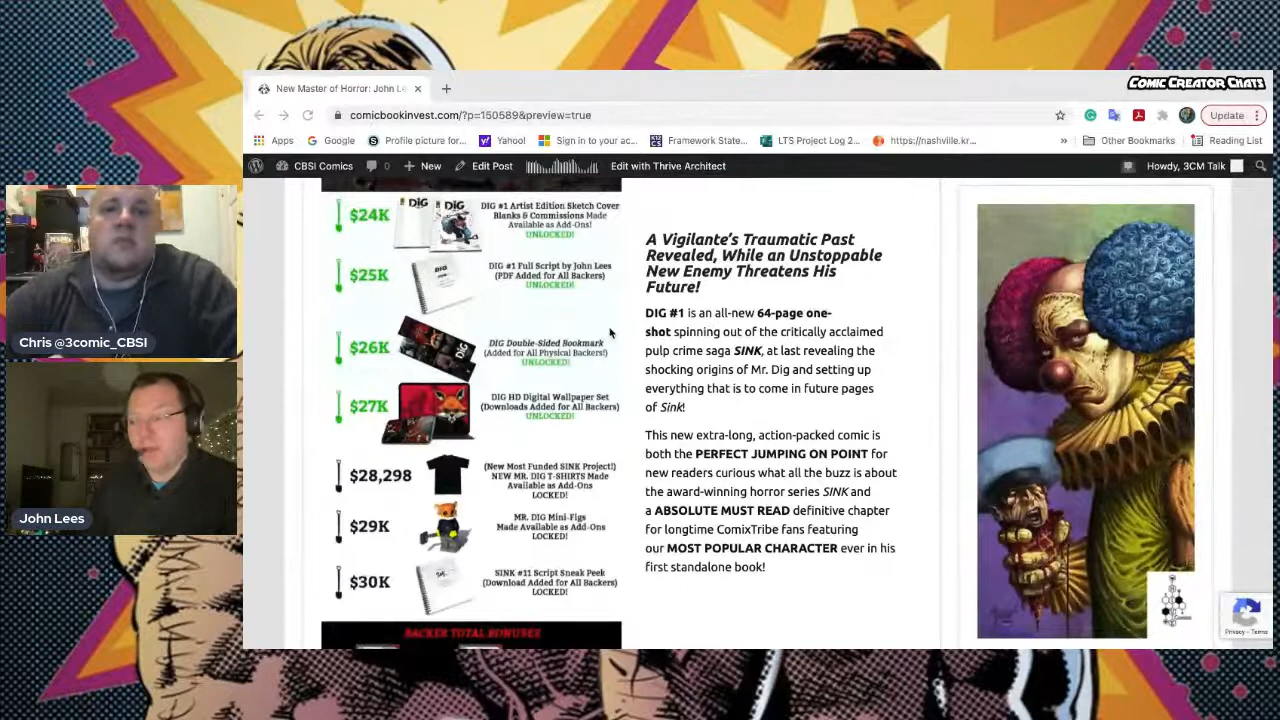 COMIC CREATOR CHATS
New Master of Horror: John Le
comicbookinvest.com/?p=150589&preview=true
Update
Apps
Google
Profile picture for...
Yahoo!
Sign in to your ac...
Framework State...
LTS Project Log 2...
https://nashville.kr...
»
Other Bookmarks
Reading List
CBSI Comics
0
New
Edit Post
Edit with Thrive Architect
Howdy, 3CM Talk
$24K
DIG
DIG
DIG #1 Artist Edition Sketch Cover
Blanks & Commissions Made
Available as Add-Ons!
UNLOCKED!
$25K
DIG
DIG #1 Full Script by John Lees
(PDF Added for All Backers)
UNLOCKED!
$26K
DIG
DIG Double-Sided Bookmark
(Added for All Physical Backers!)
UNLOCKED!
$27K
DIG HD Digital Wallpaper Set
(Downloads Added for All Backers)
UNLOCKED!
$28,298
(New Most Funded SINK Project!)
NEW MR. DIG T-SHIRTS Made
Available as Add-Ons
LOCKED!
$29K
MR. DIG Mini-Figs
Made Available as Add-Ons
LOCKED!
$30K
SINK #11 Script Sneak Peek
(Download Added for All Backers)
LOCKED!
BACKER TOTAL BONUSES
A Vigilante's Traumatic Past
Revealed, While an Unstoppable
New Enemy Threatens His
Future!
DIG #1 is an all-new 64-page one-
shot spinning out of the critically acclaimed
pulp crime saga SINK, at last revealing the
shocking origins of Mr. Dig and setting up
everything that is to come in future pages
of Sink!
This new extra-long, action-packed comic is
both the PERFECT JUMPING ON POINT for
new readers curious what all the buzz is about
the award-winning horror series SINK and
a ABSOLUTE MUST READ definitive chapter
for longtime ComixTribe fans featuring
our MOST POPULAR CHARACTER ever in his
first standalone book!
Privacy - Terms
Chris @3comic_CBSI
John Lees